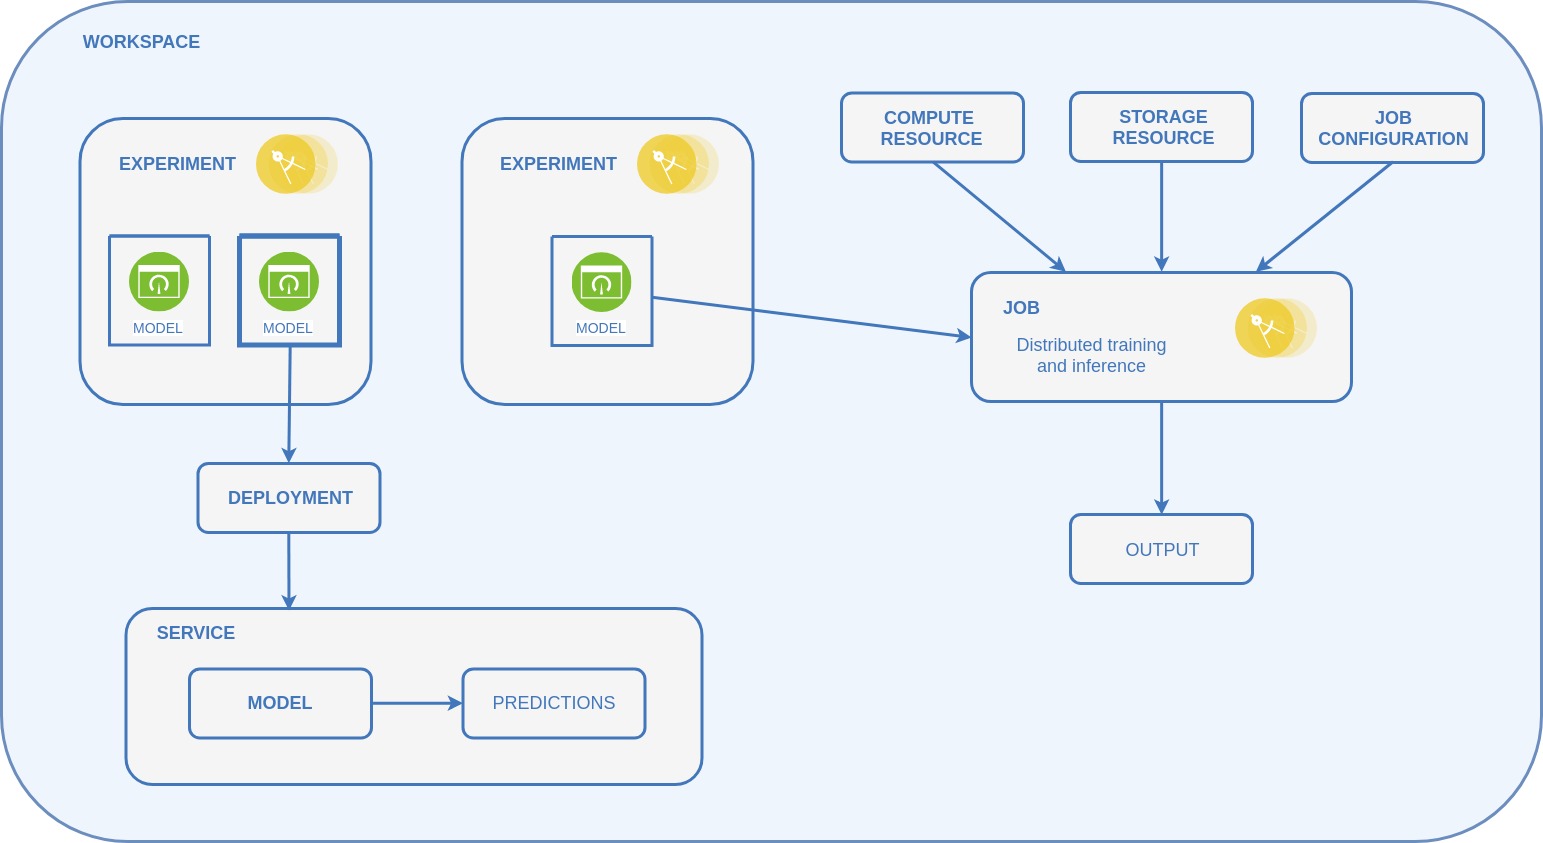 WORKSPACE
EXPERIMENT
MODEL
MODEL
EXPERIMENT
MODEL
COMPUTE
RESOURCE
STORAGE
RESOURCE
JOB
CONFIGURATION
JOB
Distributed training
and inference
OUTPUT
DEPLOYMENT
SERVICE
MODEL
PREDICTIONS